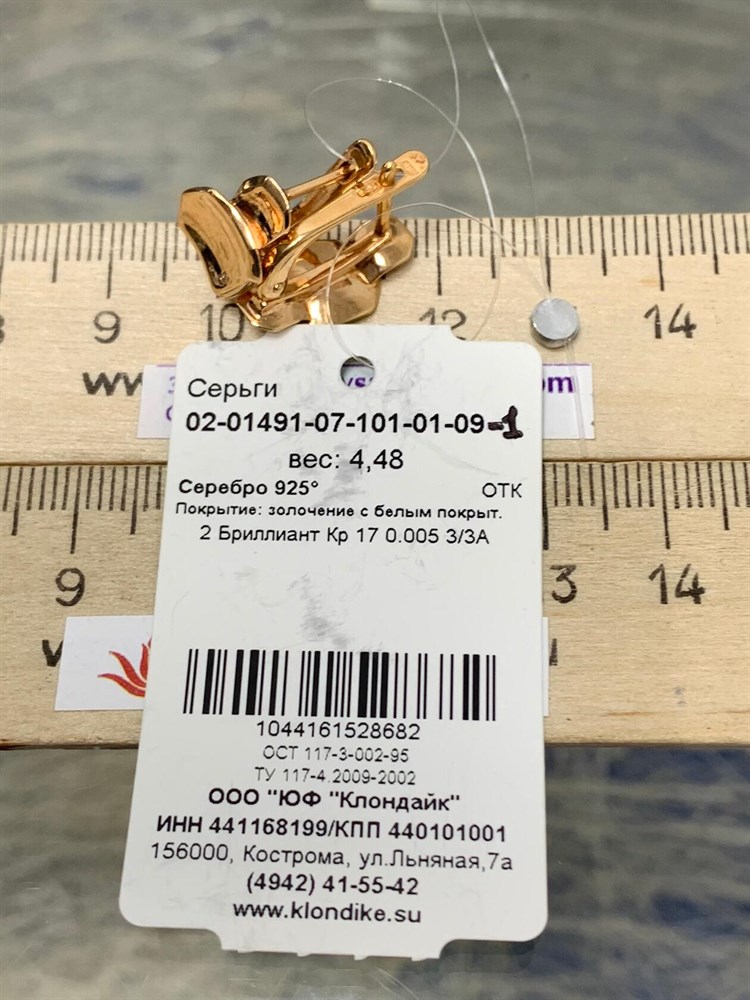 8 9 10 12 14
ww
om
Серьги
02-01491-07-101-01-09-1
вес: 4,48
Серебро 925° ОТК
Покрытие: золочение с белым покрыт.
2 Бриллиант Кр 17 0.005 3/3А
9 3 14
1044161528682
ОСТ 117-3-002-95
ТУ 117-4.2009-2002
ООО "ЮФ "Клондайк"
ИНН 441168199/КПП 440101001
156000, Кострома, ул.Льняная,7а
(4942) 41-55-42
www.klondike.su